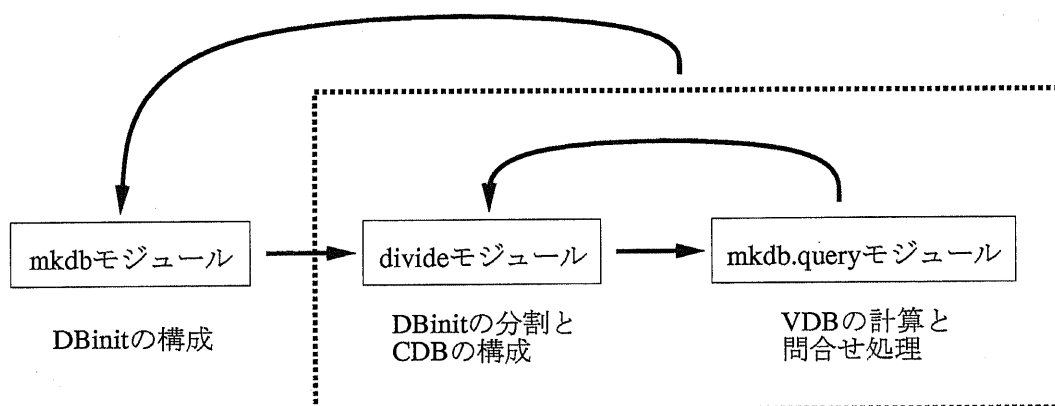 mkdbモジュール
divideモジュール
mkdb.queryモジュール
DBinitの構成
DBinitの分割と
CDBの構成
VDBの計算と
問合せ処理